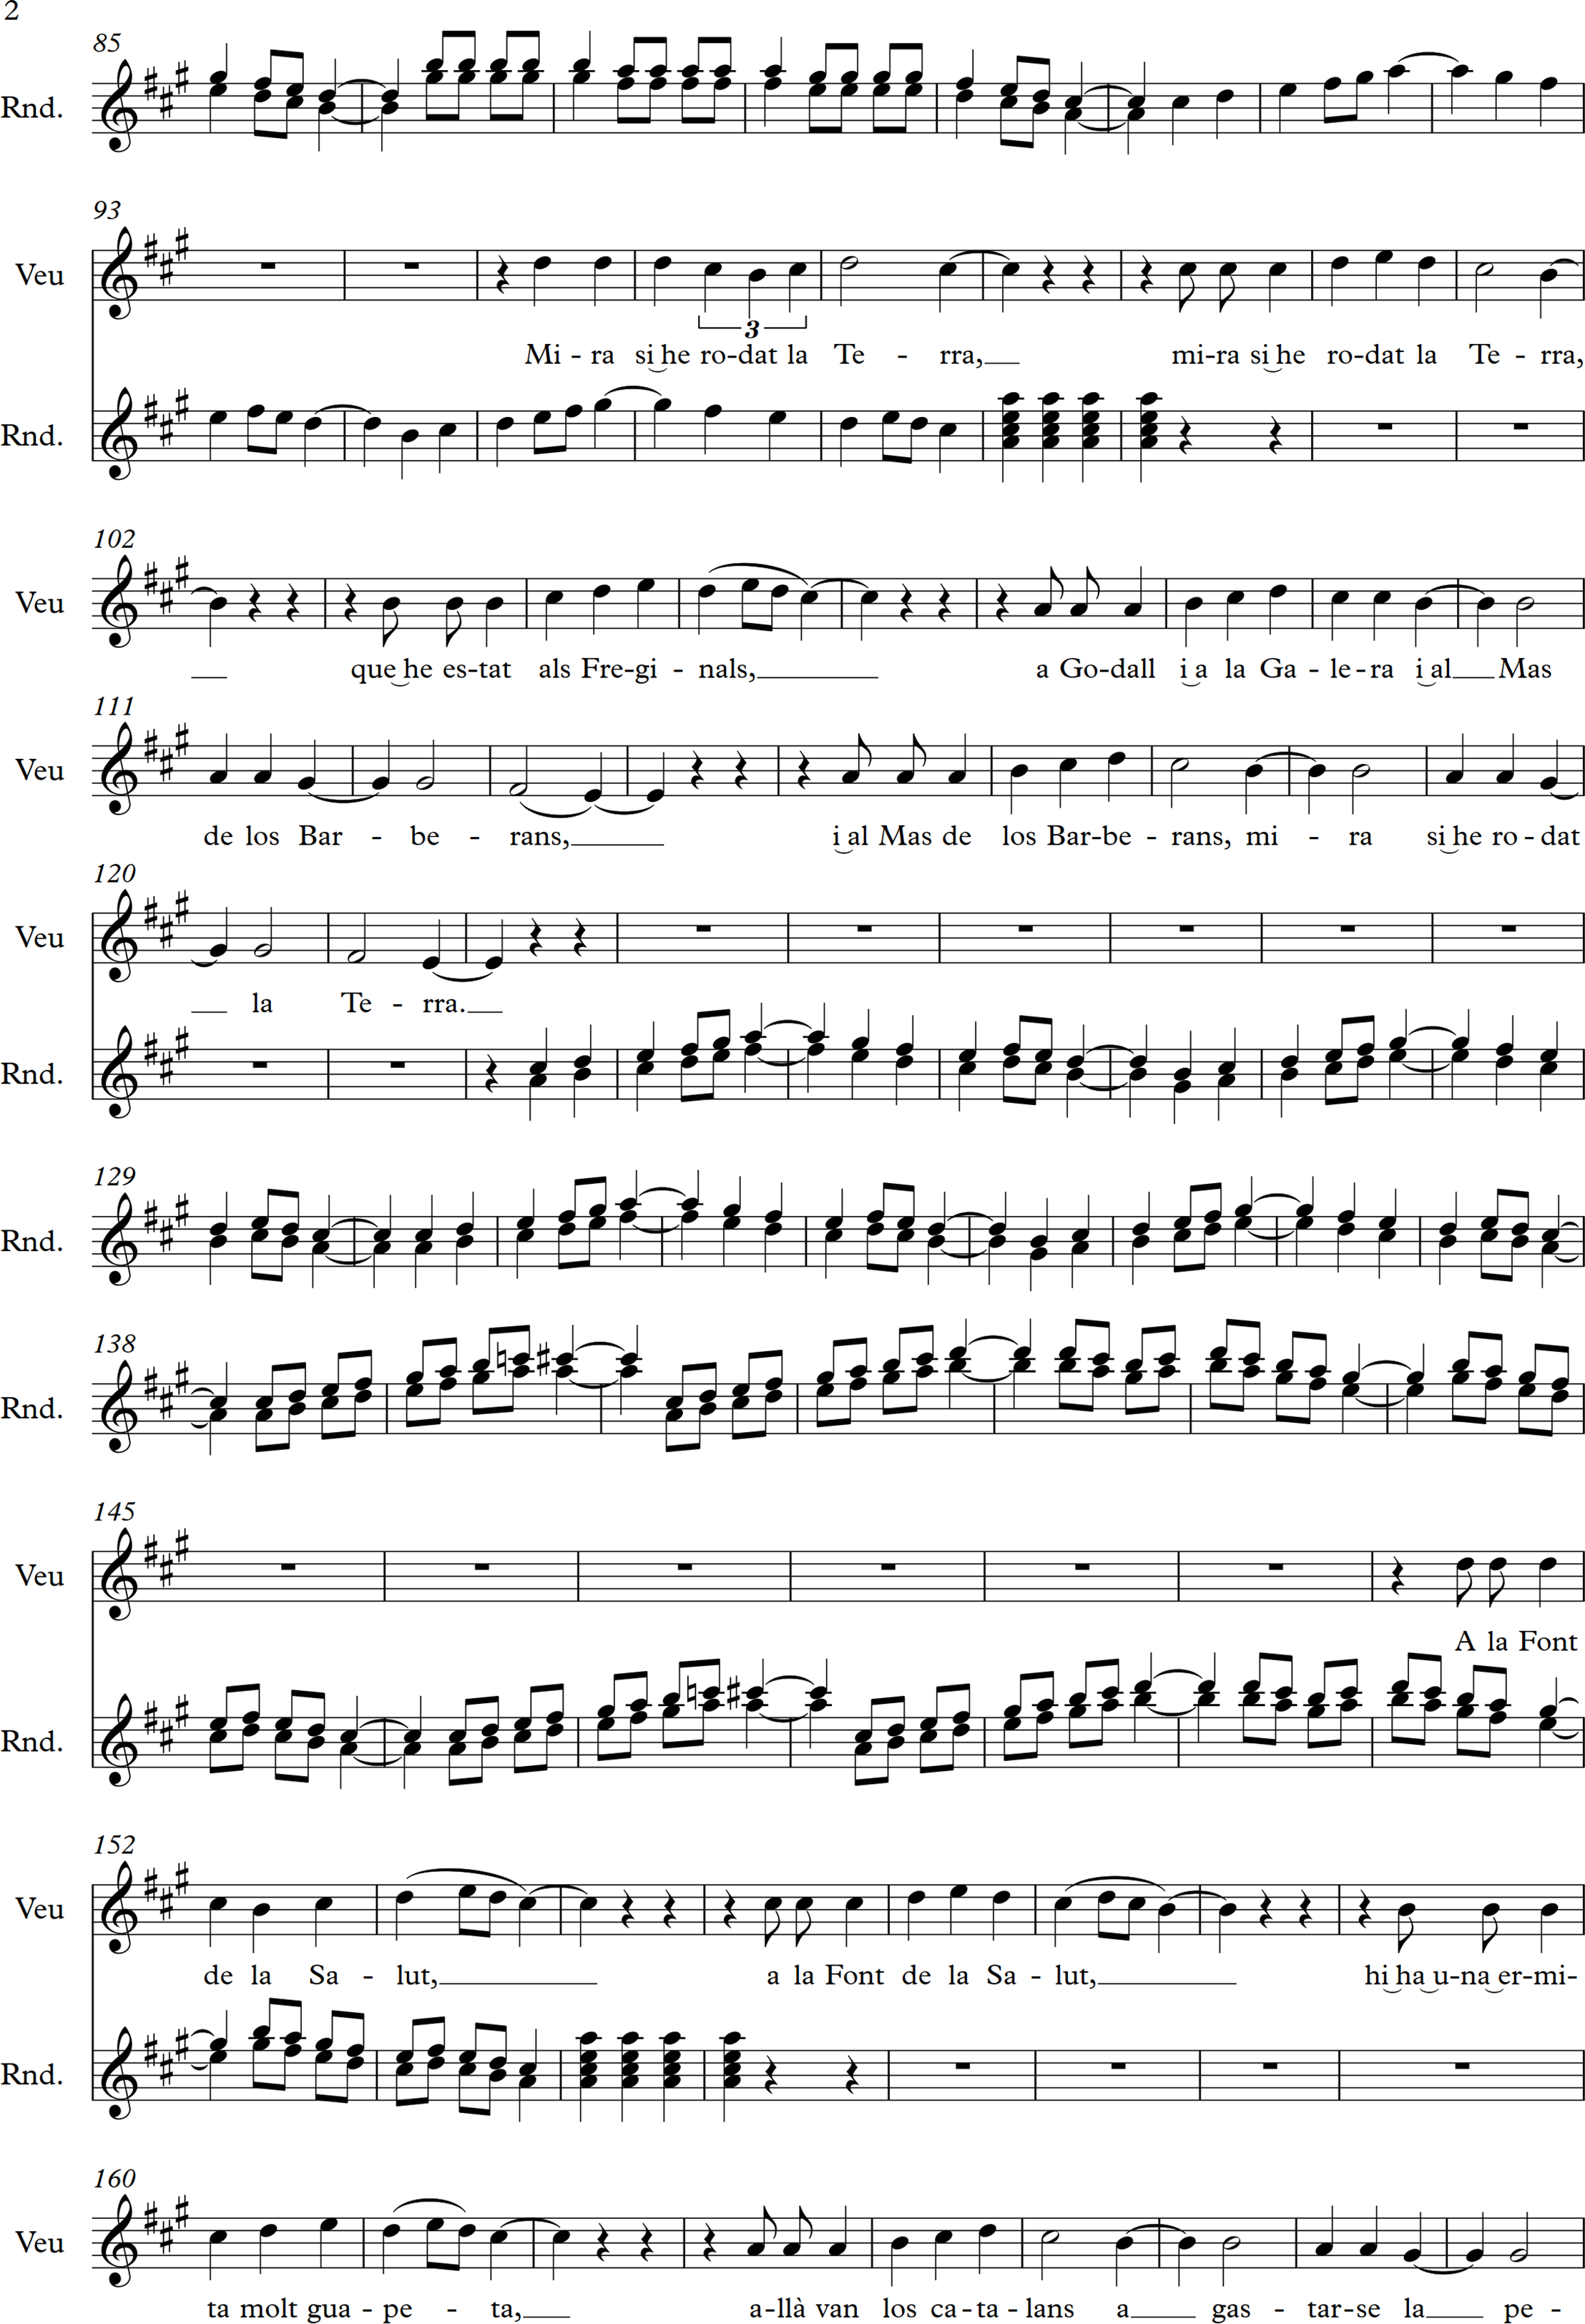 2
85
Rnd.
93
Veu
3
Mi - ra si he ro-dat la Te - rra, mi-ra si he ro-dat la Te - rra,
Rnd.
102
Veu
que he es-tat als Fre-gi - nals, a Go-dall i a la Ga - le-ra i al Mas
111
Veu
de los Bar - be - rans, i al Mas de los Bar-be - rans, mi - ra si he ro-dat
120
Veu
la Te - rra.
Rnd.
129
Rnd.
138
Rnd.
145
Veu
A la Font
Rnd.
152
Veu
de la Sa - lut, a la Font de la Sa - lut, hi ha u-na er-mi-
Rnd.
160
Veu
ta molt gua - pe - ta, a-llà van los ca-ta-lans a gas - tar-se la pe -